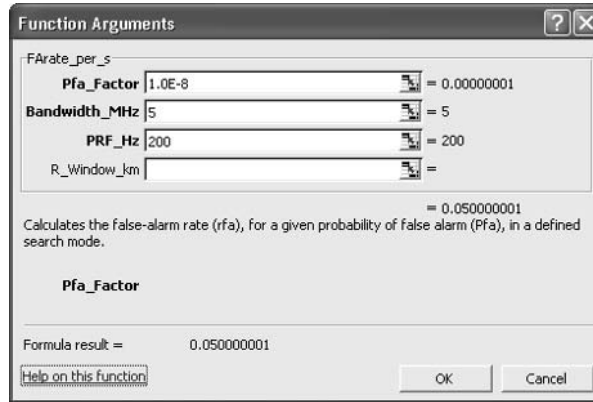 Function Arguments
FArate_per_s
Pfa_Factor 1.0E-8 = 0.00000001
Bandwidth_MHz 5 = 5
PRF_Hz 200 = 200
R_Window_km =
= 0.050000001
Calculates the false-alarm rate (rfa), for a given probability of false alarm (Pfa), in a defined
search mode.
Pfa_Factor
Formula result = 0.050000001
Help on this function OK Cancel